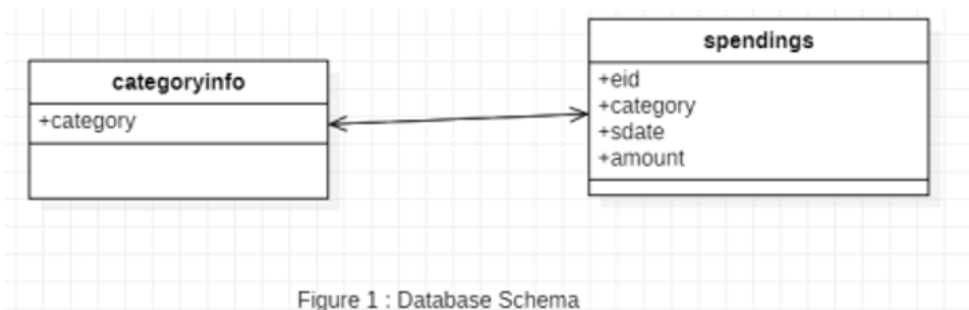 categoryinfo
+category
spendings
+eid
+category
+sdate
+amount
Figure 1 : Database Schema